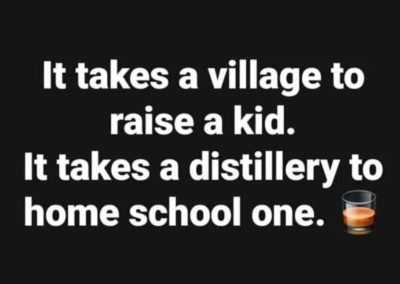 It takes a village to
raise a kid.
It takes a distillery to
home school one. 🥃